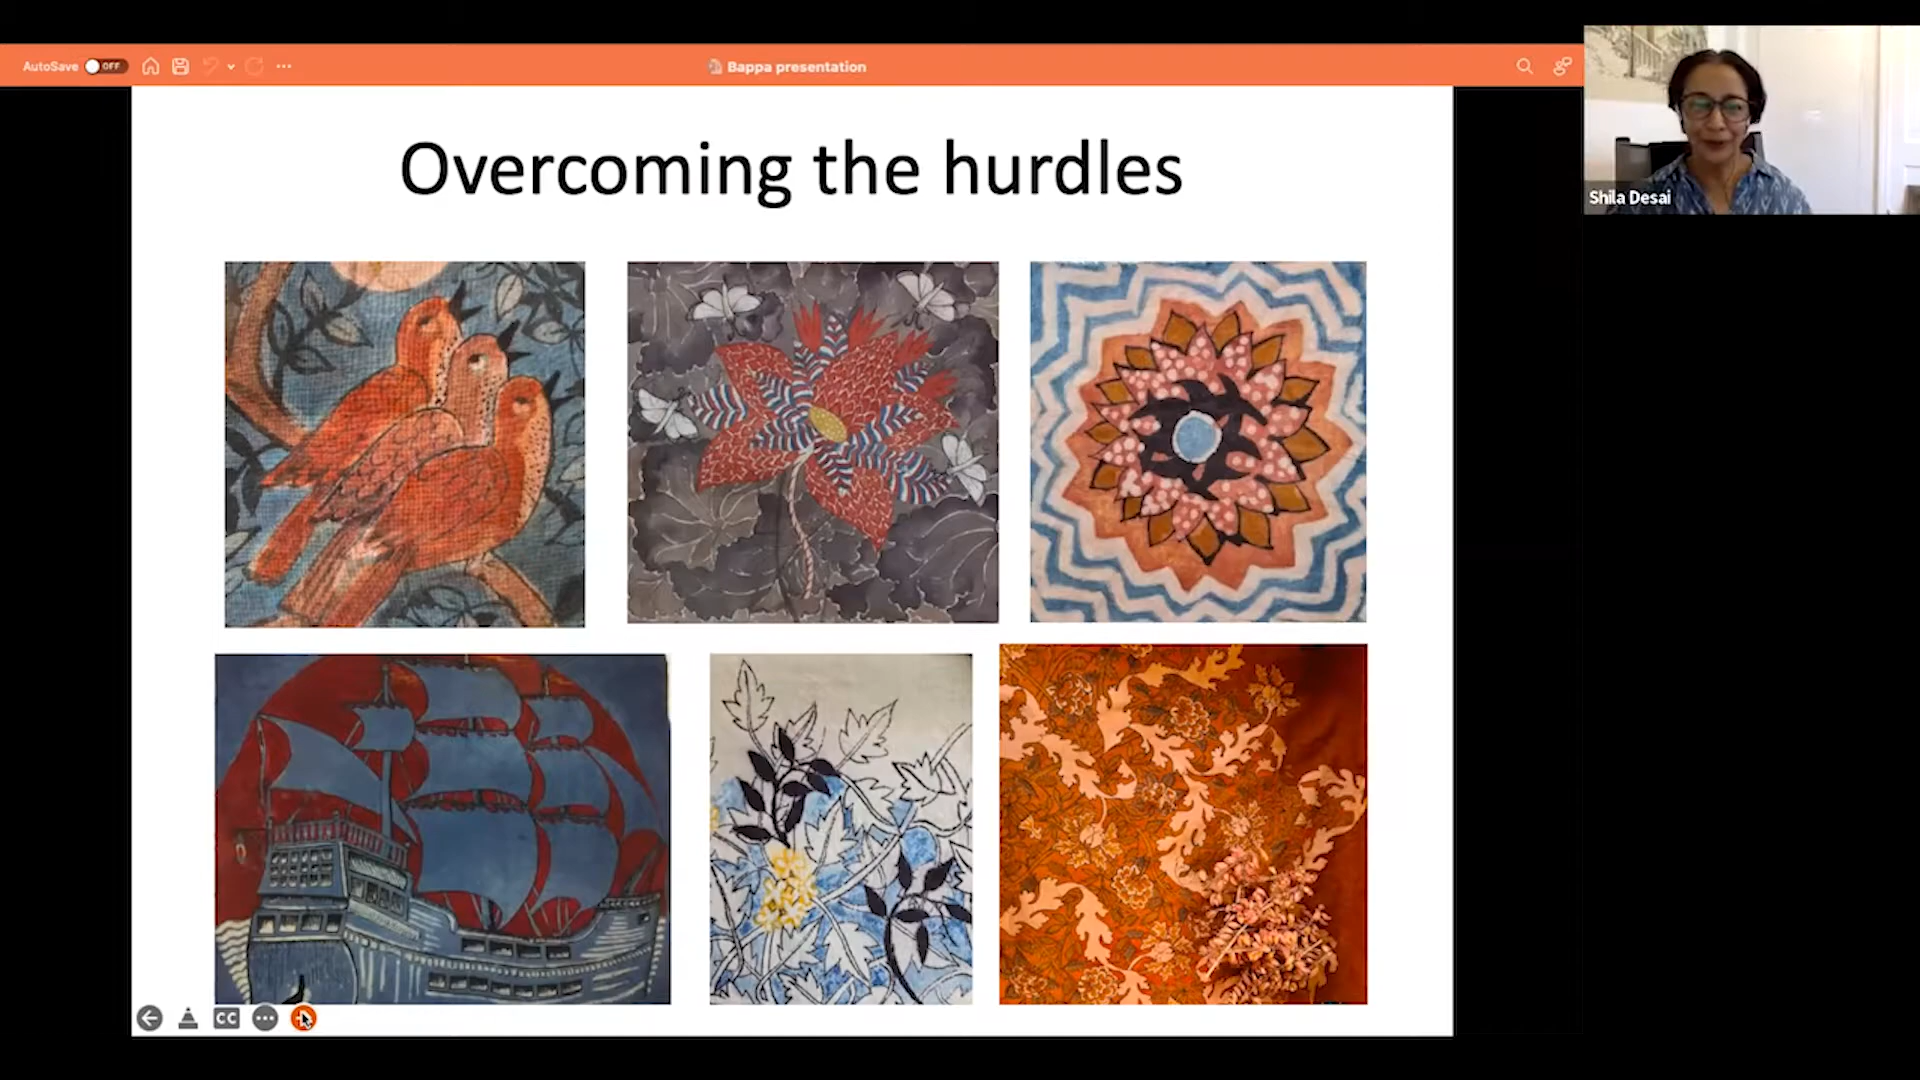 AutoSave OFF
Bappa presentation
Shila Desai
Overcoming the hurdles
CC